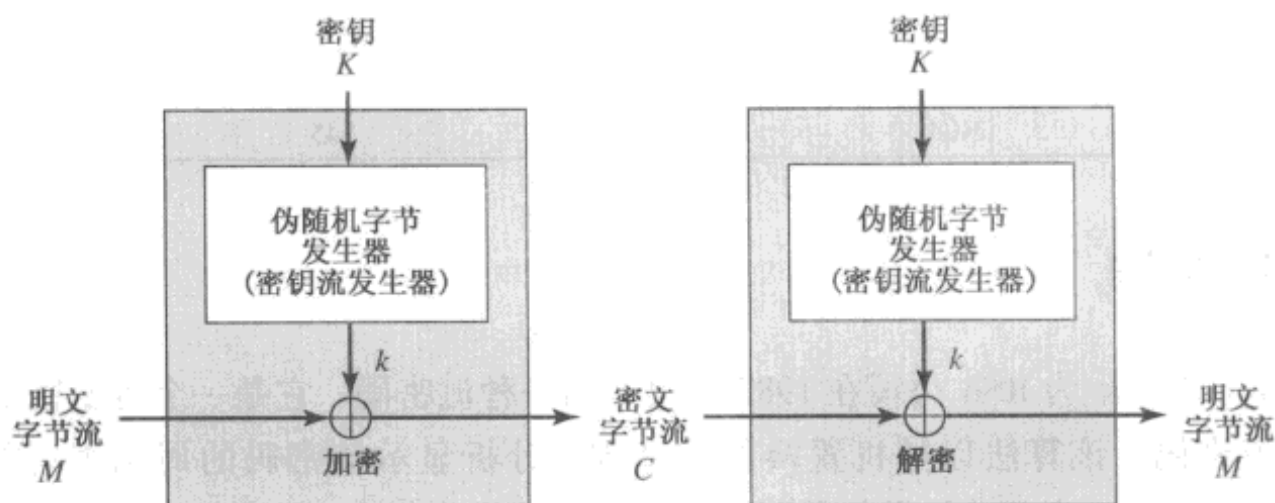 密钥
K
伪随机字节
发生器
(密钥流发生器)
k
明文
字节流
M
加密
密文
字节流
C
密钥
K
伪随机字节
发生器
(密钥流发生器)
k
解密
明文
字节流
M